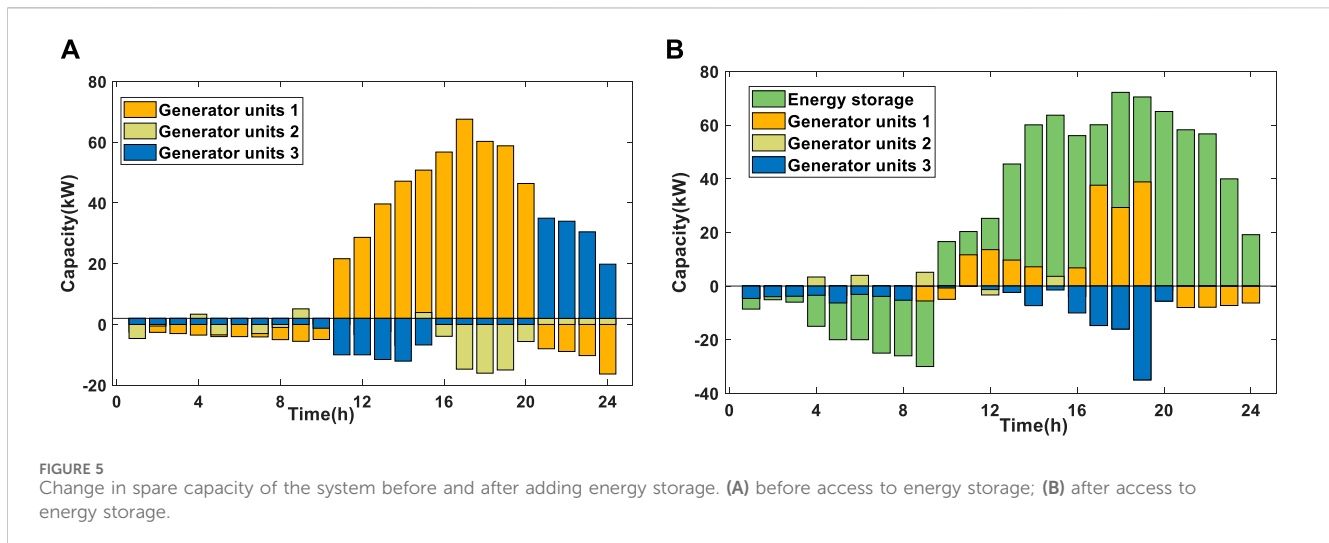 A
80
60
40
20
0
-20
Capacity(kW)
Generator units 1
Generator units 2
Generator units 3
0 4 8 12 16 20 24
Time(h)
B
80
60
40
20
0
-20
-40
Capacity(kW)
Energy storage
Generator units 1
Generator units 2
Generator units 3
0 4 8 12 16 20 24
Time(h)
FIGURE 5
Change in spare capacity of the system before and after adding energy storage. (A) before access to energy storage; (B) after access to
energy storage.